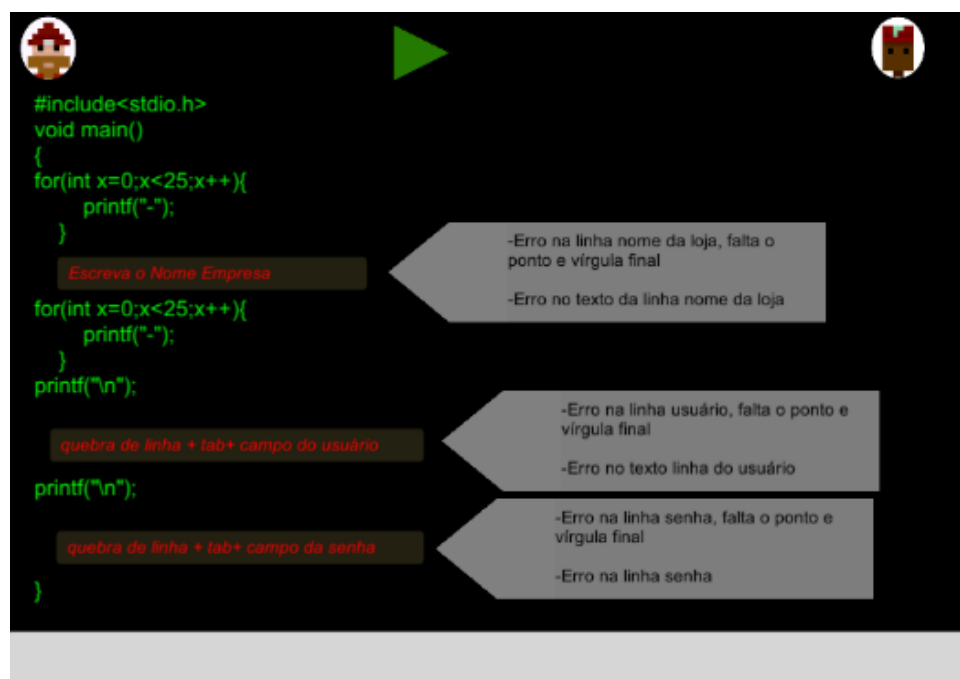 #include<stdio.h>
void main()
{
for(int x=0;x<25;x++){
printf("-");
}
Escreva o Nome Empresa
-Erro na linha nome da loja, falta o
ponto e vírgula final
-Erro no texto da linha nome da loja
for(int x=0;x<25;x++){
printf("-");
}
printf("\n");
quebra de linha + tab+ campo do usuário
-Erro na linha usuário, falta o ponto e
vírgula final
-Erro no texto linha do usuário
printf("\n");
quebra de linha + tab+ campo da senha
-Erro na linha senha, falta o ponto e
vírgula final
-Erro na linha senha
}